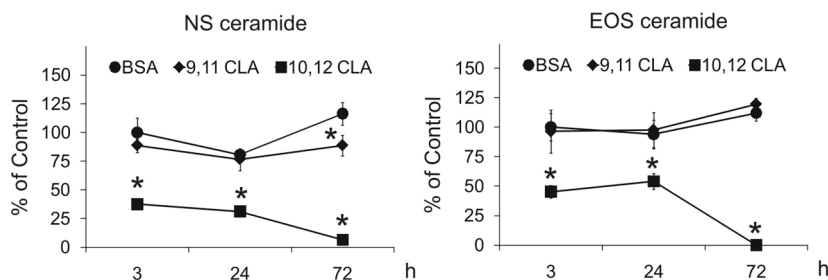 NS ceramide
% of Control
150
125
100
75
50
25
0
BSA 9,11 CLA 10,12 CLA
*
*
*
*
3 24 72 h
EOS ceramide
% of Control
150
125
100
75
50
25
0
BSA 9,11 CLA 10,12 CLA
*
*
*
3 24 72 h